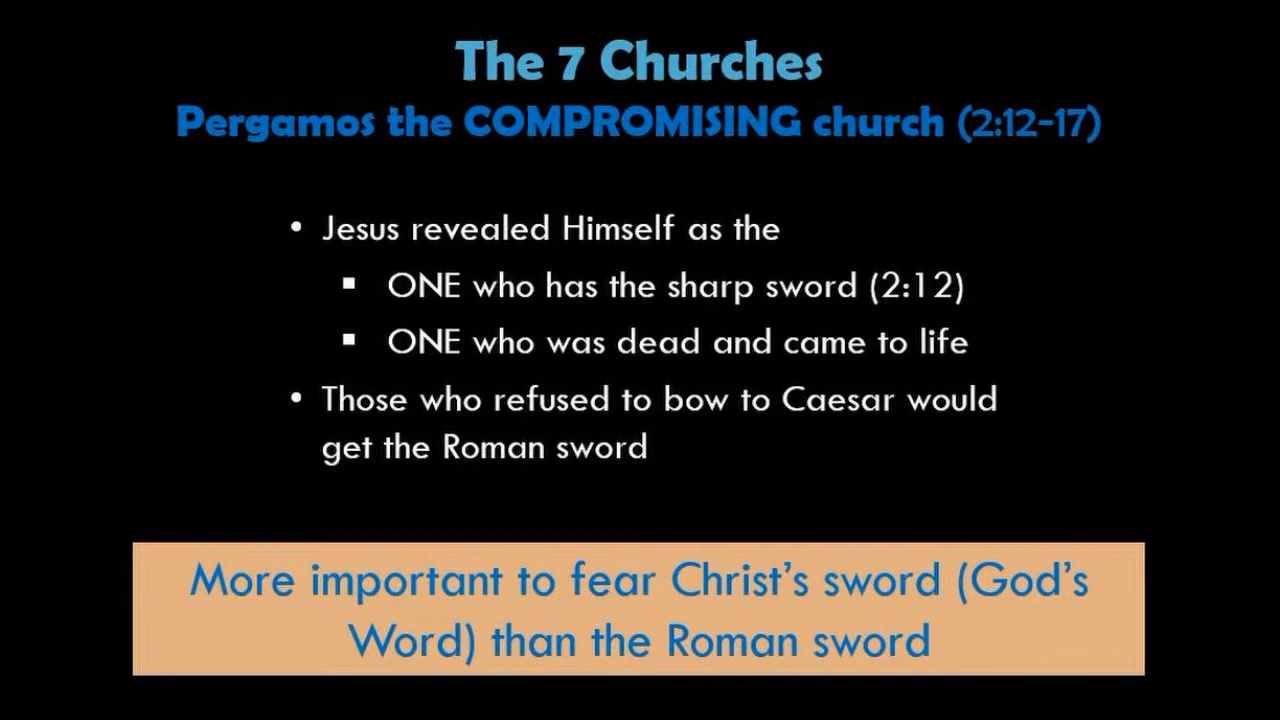 The 7 Churches
Pergamos the COMPROMISING church (2:12-17)
• Jesus revealed Himself as the
▪ ONE who has the sharp sword (2:12)
▪ ONE who was dead and came to life
• Those who refused to bow to Caesar would
get the Roman sword
More important to fear Christ’s sword (God’s
Word) than the Roman sword